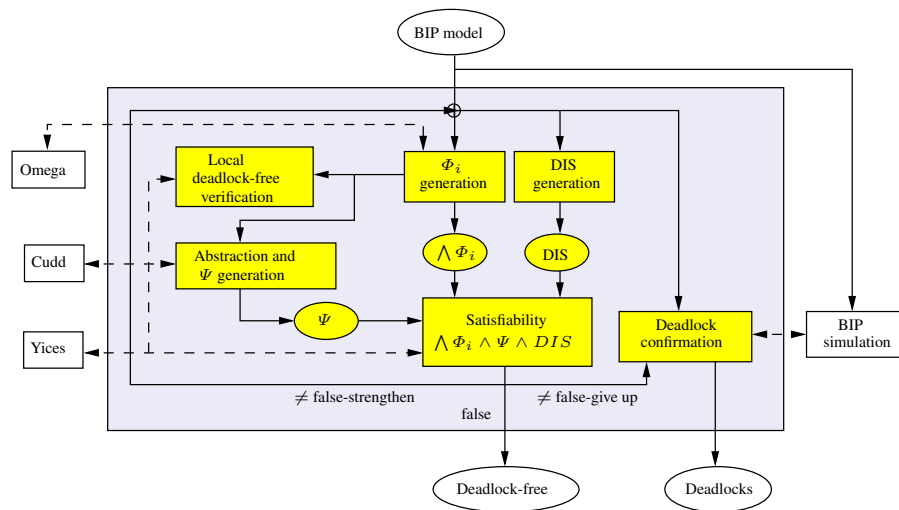 BIP model
Local
deadlock-free
verification
Φi
generation
DIS
generation
Omega
Abstraction and
Ψ generation
⋀ Φi
DIS
Cudd
Ψ
Satisfiability
⋀ Φi ∧ Ψ ∧ DIS
Deadlock
confirmation
BIP
simulation
Yices
≠ false-strengthen
≠ false-give up
false
Deadlock-free
Deadlocks